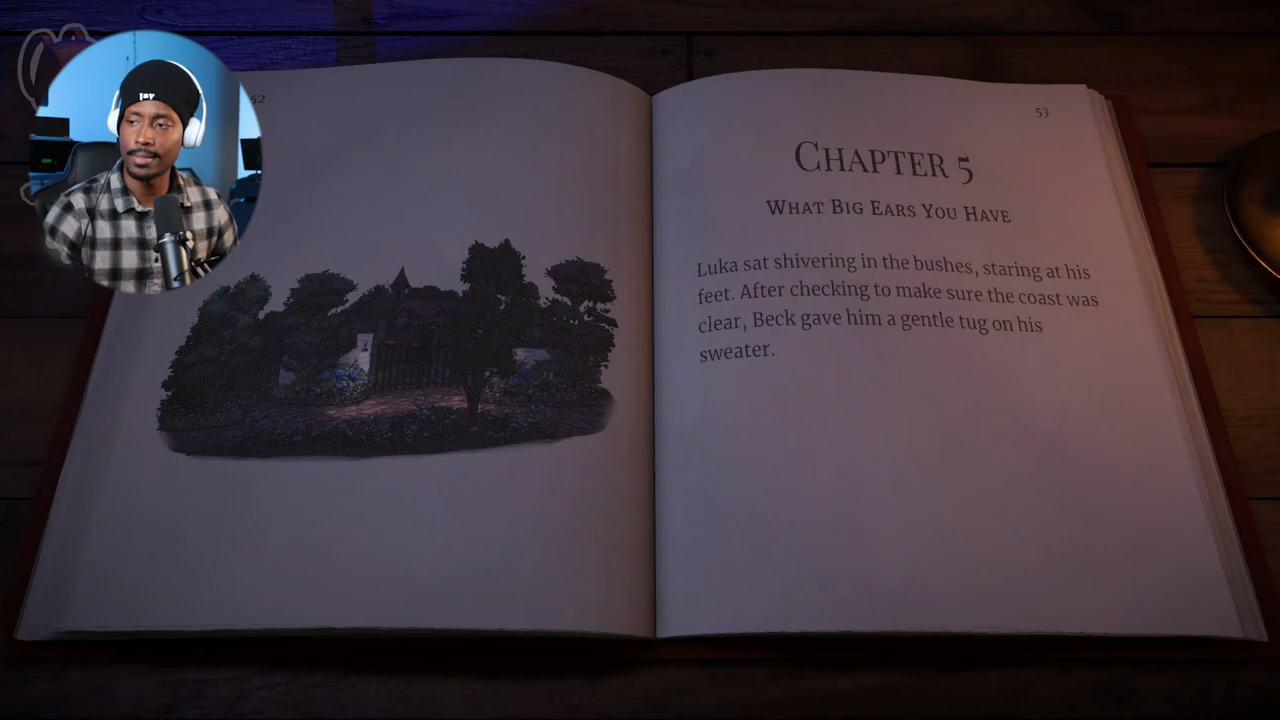 jay
52
53
Chapter 5
What Big Ears You Have
Luka sat shivering in the bushes, staring at his
feet. After checking to make sure the coast was
clear, Beck gave him a gentle tug on his
sweater.